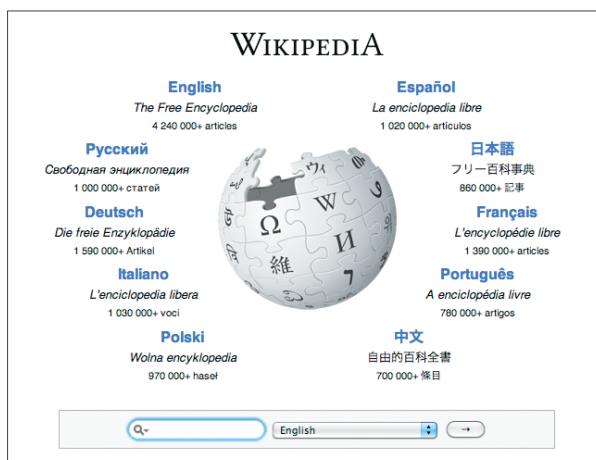 WIKIPEDIA
English
The Free Encyclopedia
4 240 000+ articles
Español
La enciclopedia libre
1 020 000+ artículos
Русский
Свободная энциклопедия
1 000 000+ статей
日本語
フリー百科事典
860 000+ 記事
Deutsch
Die freie Enzyklopädie
1 590 000+ Artikel
Français
L'encyclopédie libre
1 390 000+ articles
Italiano
L'enciclopedia libera
1 030 000+ voci
Português
A enciclopédia livre
780 000+ artigos
Polski
Wolna encyklopedia
970 000+ haseł
中文
自由的百科全書
700 000+ 條目
Ω
W
И
維
ウィ
English